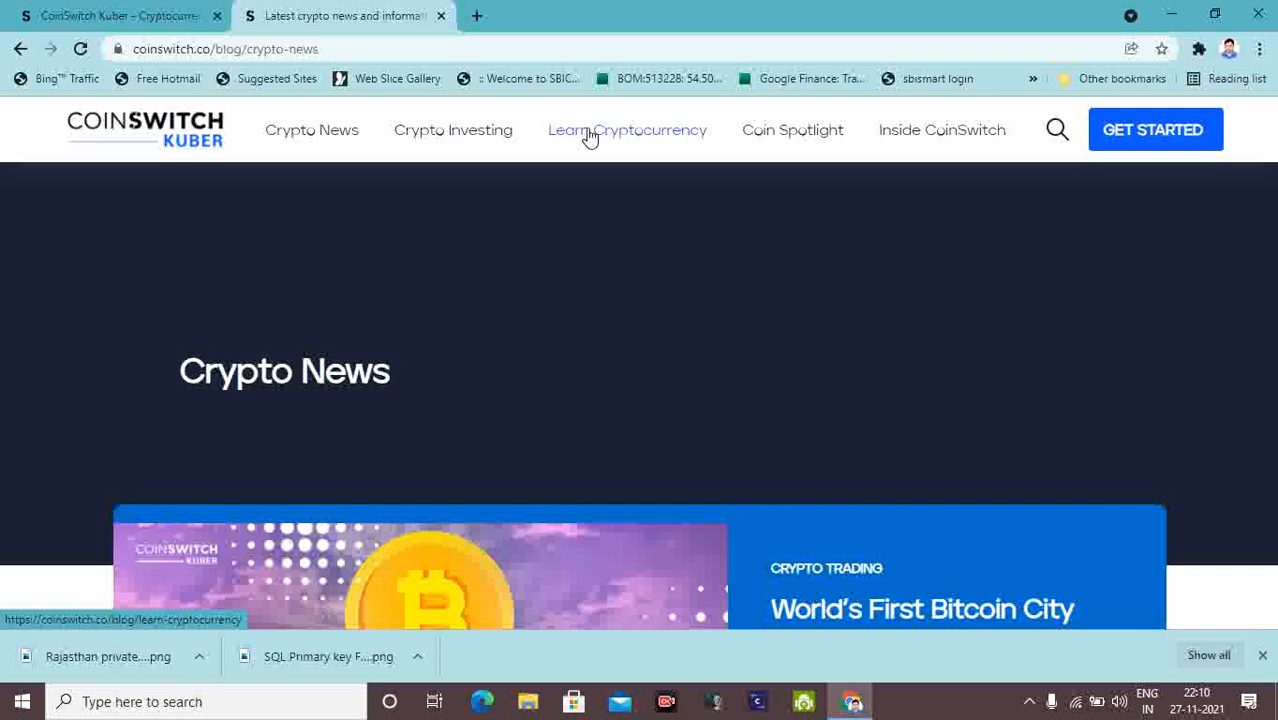 CoinSwitch Kuber - Cryptocurre
Latest crypto news and informat
coinswitch.co/blog/crypto-news
Bing™ Traffic
Free Hotmail
Suggested Sites
Web Slice Gallery
:: Welcome to SBIC...
BOM:513228: 54.50...
Google Finance: Tra...
sbismart login
»
Other bookmarks
Reading list
COINSWITCH
KUBER
Crypto News
Crypto Investing
Learn Cryptocurrency
Coin Spotlight
Inside CoinSwitch
GET STARTED
Crypto News
COINSWITCH
KUBER
CRYPTO TRADING
World's First Bitcoin City
https://coinswitch.co/blog/learn-cryptocurrency
Rajasthan private....png
SQL Primary key F....png
Show all
Type here to search
ENG
IN
22:10
27-11-2021